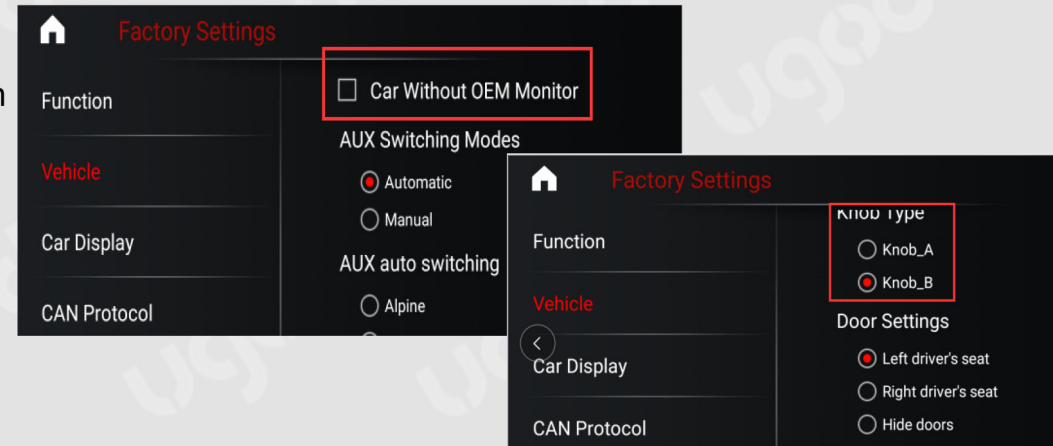 Factory Settings
Car Without OEM Monitor
Function
AUX Switching Modes
Vehicle
Automatic
Manual
Car Display
AUX auto switching
Alpine
CAN Protocol
Factory Settings
Knob Type
Function
Knob_A
Knob_B
Vehicle
Door Settings
Car Display
Left driver's seat
Right driver's seat
CAN Protocol
Hide doors